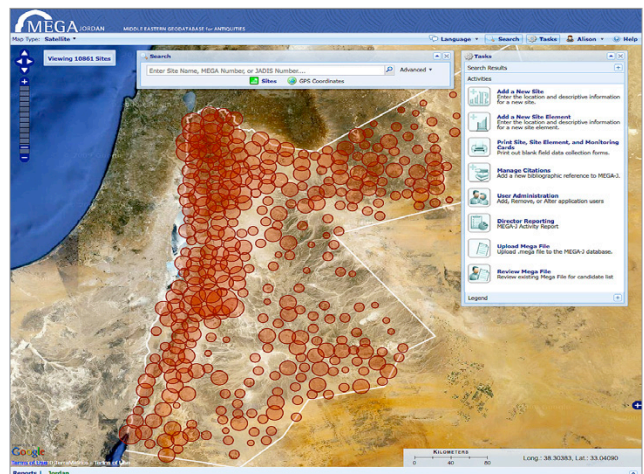 MEGA JORDAN MIDDLE EASTERN GEODATABASE for ANTIQUITIES
Map Type: Satellite
Language Search Tasks Alison Help
Viewing 10861 Sites
Search
Enter Site Name, MEGA Number, or JADIS Number...
Advanced
Sites GPS Coordinates
Tasks
Search Results
Activities
Add a New Site
Enter the location and descriptive information
for a new site.
Add a New Site Element
Enter the location and descriptive information
for a new site element.
Print Site, Site Element, and Monitoring
Cards
Print out blank field data collection forms.
Manage Citations
Add a new bibliographic reference to MEGA-J.
User Administration
Add, Remove, or Alter application users
Director Reporting
MEGA-J Activity Report
Upload Mega File
Upload .mega file to the MEGA-J database.
Review Mega File
Review existing Mega File for candidate list
Legend
Google
Terms of Use
KILOMETERS
0 40 80
Long.: 38.30383, Lat.: 33.04090
Reports | Jordan